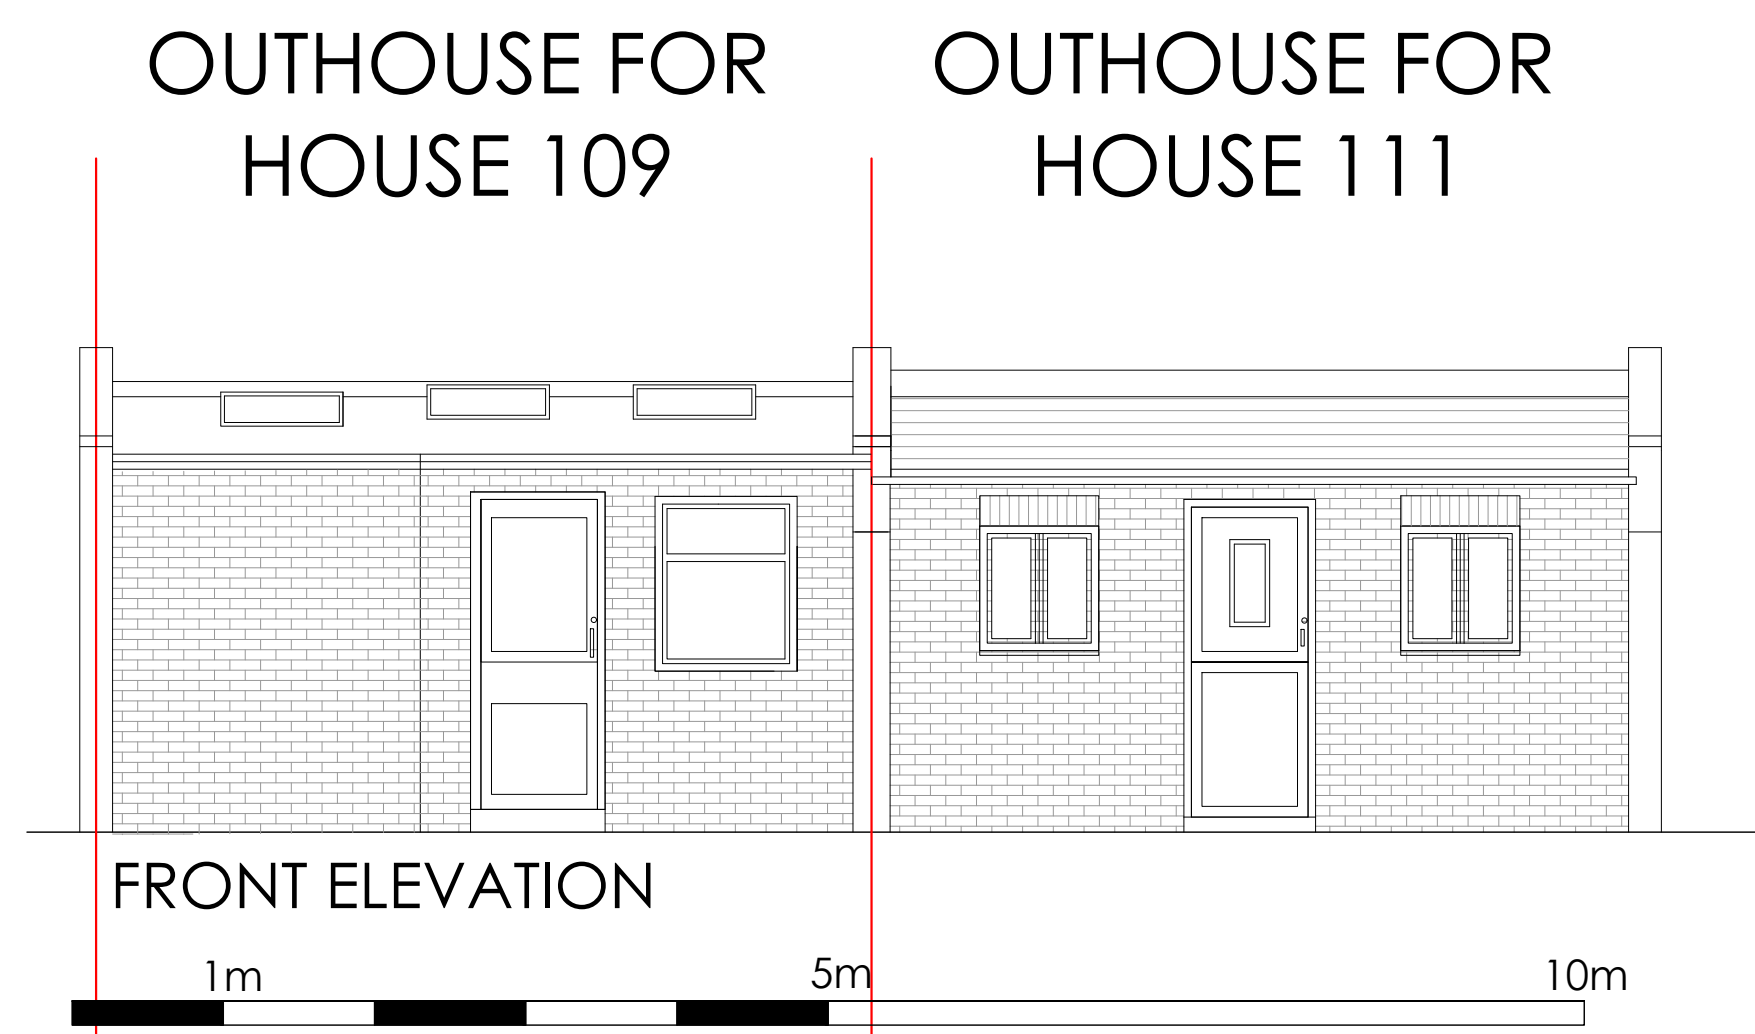 OUTHOUSE FOR
HOUSE 109
OUTHOUSE FOR
HOUSE 111
FRONT ELEVATION
1m
5m
10m